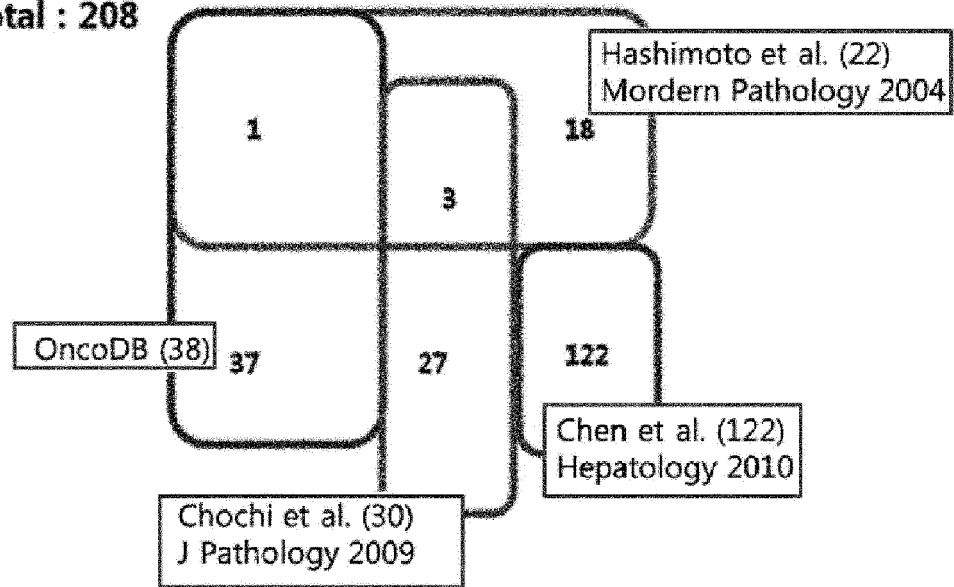 otal : 208
Hashimoto et al. (22)
Mordern Pathology 2004
1
18
3
OncoDB (38)
37
27
122
Chen et al. (122)
Hepatology 2010
Chochi et al. (30)
J Pathology 2009